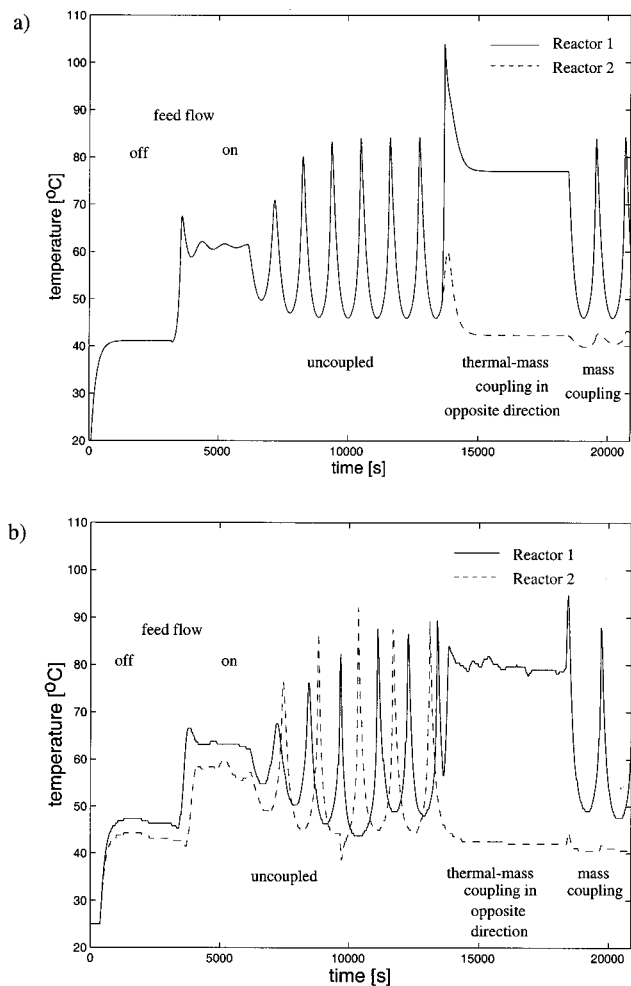 a)
110
100
90
80
70
60
50
40
30
20
temperature [°C]
Reactor 1
Reactor 2
feed flow
off on
uncoupled
thermal-mass
coupling in
opposite direction
mass
coupling
0 5000 10000 15000 20000
time [s]
b)
110
100
90
80
70
60
50
40
30
20
temperature [°C]
Reactor 1
Reactor 2
feed flow
off on
uncoupled
thermal-mass
coupling in
opposite
direction
mass
coupling
0 5000 10000 15000 20000
time [s]